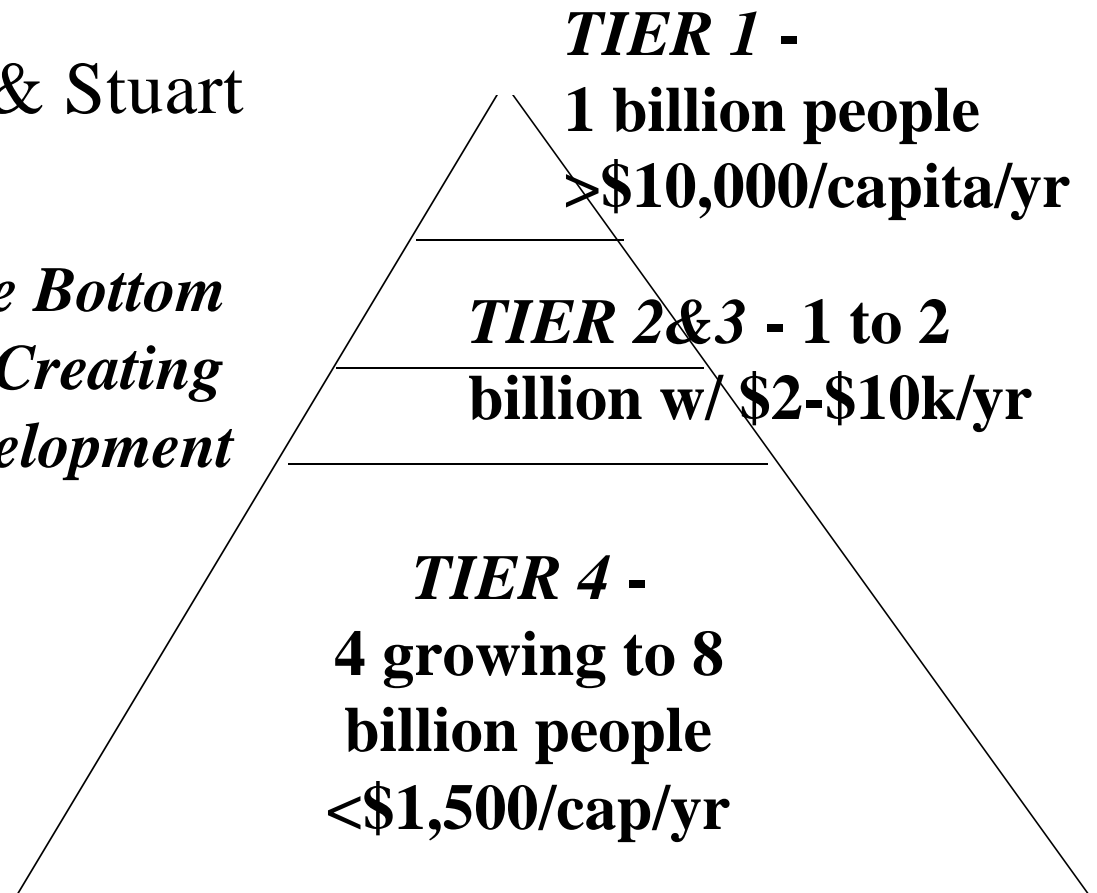 & Stuart
e Bottom
Creating
elopment
TIER 1 -
1 billion people
>$10,000/capita/yr
TIER 2&3 - 1 to 2
billion w/ $2-$10k/yr
TIER 4 -
4 growing to 8
billion people
<$1,500/cap/yr